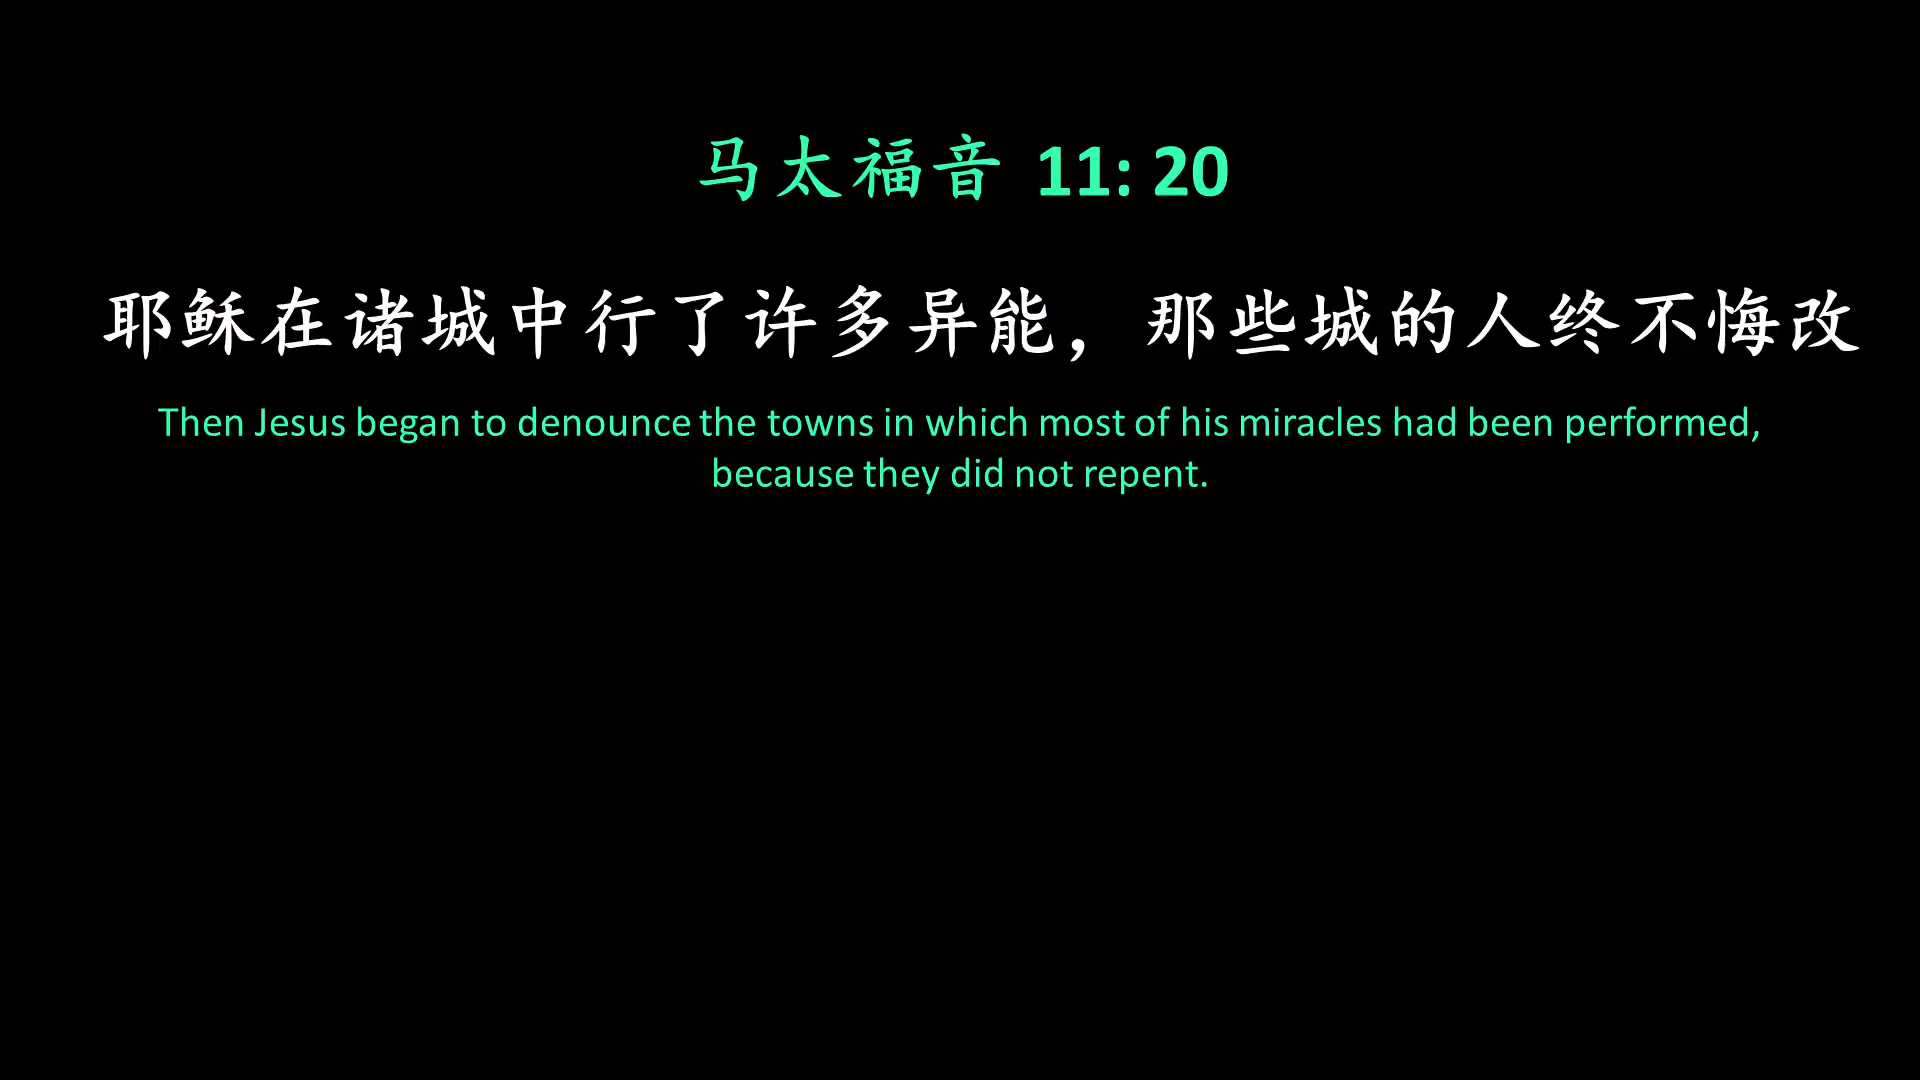 马太福音 11: 20
耶稣在诸城中行了许多异能，那些城的人终不悔改
Then Jesus began to denounce the towns in which most of his miracles had been performed,
because they did not repent.